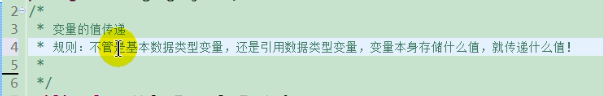 2 /*
3 * 变量的值传递
4 * 规则：不管是基本数据类型变量，还是引用数据类型变量，变量本身存储什么值，就传递什么值！
5 *
6 */